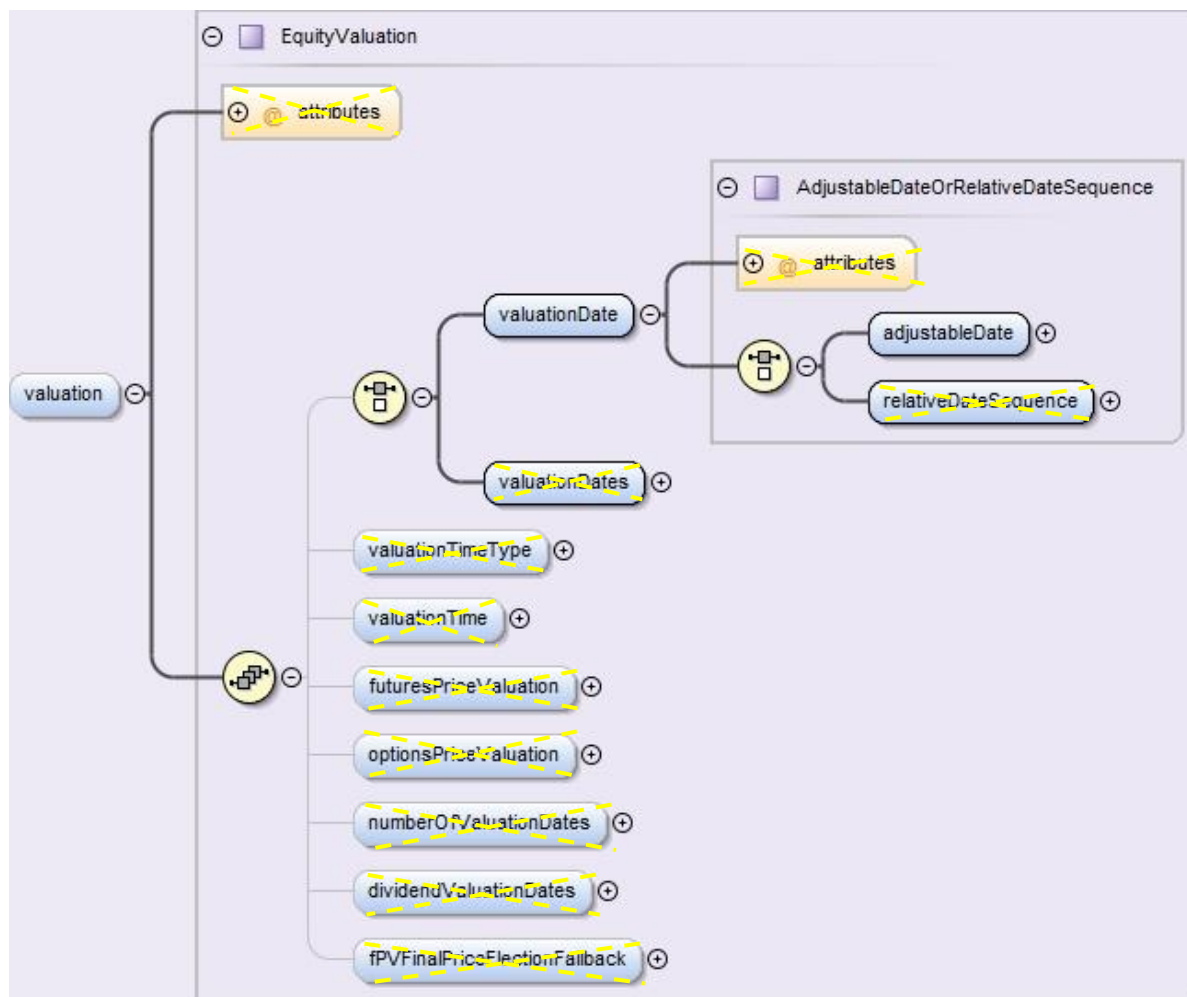 EquityValuation
@ attributes
AdjustableDateOrRelativeDateSequence
@ attributes
valuationDate
adjustableDate
valuation
relativeDateSequence
valuationDates
valuationTimeType
valuationTime
futuresPriceValuation
optionsPriceValuation
numberOfValuationDates
dividendValuationDates
fPVFinalPriceElectionFallback